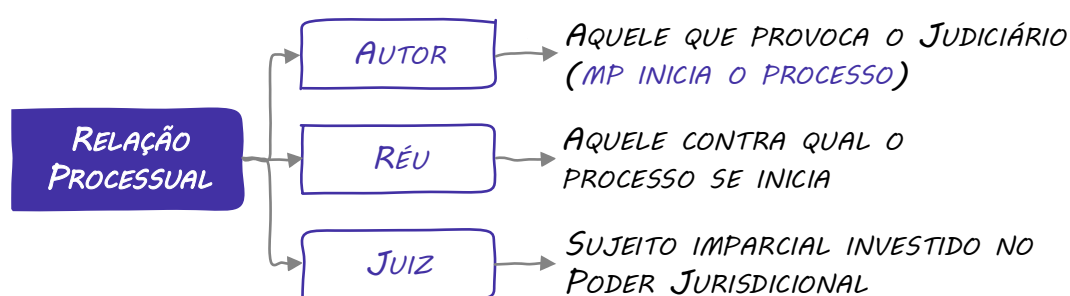 Relação
Processual
Autor
Aquele que provoca o Judiciário
(MP inicia o processo)
Réu
Aquele contra qual o
processo se inicia
Juiz
Sujeito imparcial investido no
Poder Jurisdicional